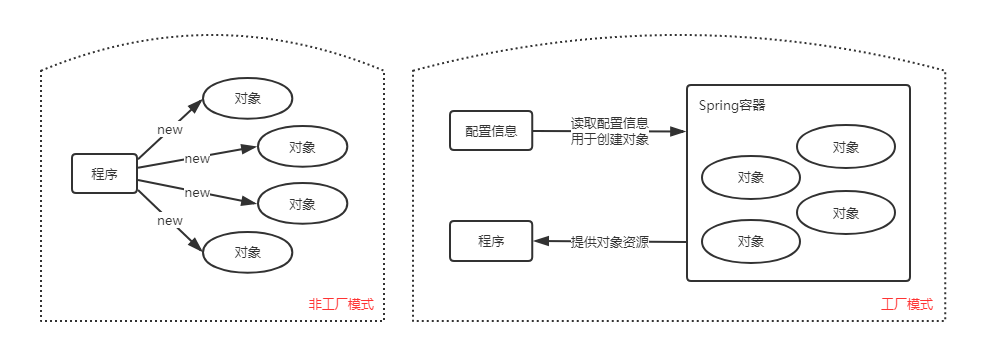 对象
new
new
对象
程序
new
对象
new
对象
非工厂模式
Spring容器
配置信息
读取配置信息
用于创建对象
对象
对象
对象
对象
程序
提供对象资源
工厂模式